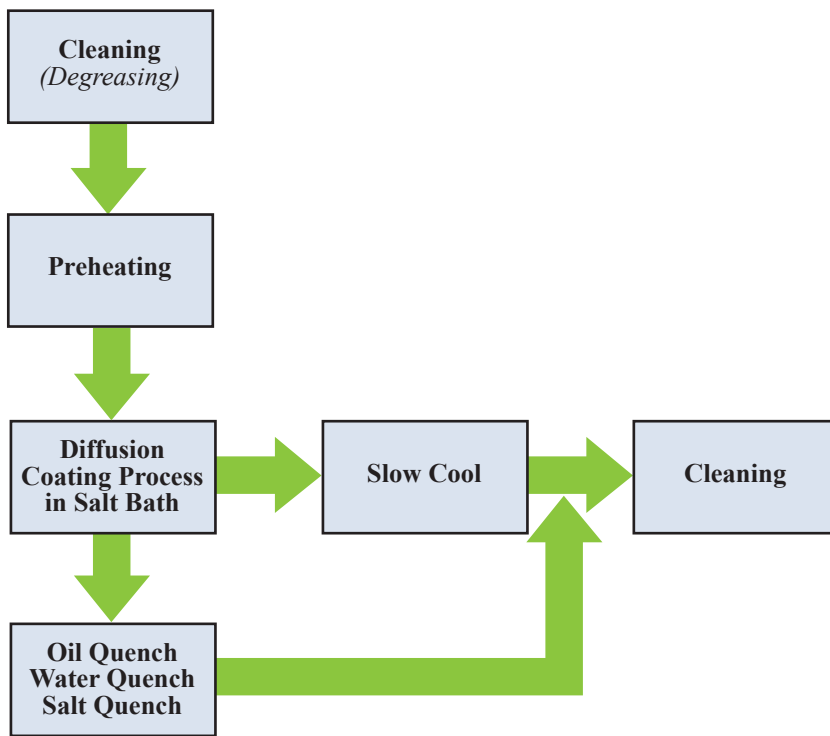 Cleaning
(Degreasing)
Preheating
Diffusion
Coating Process
in Salt Bath
Slow Cool
Cleaning
Oil Quench
Water Quench
Salt Quench